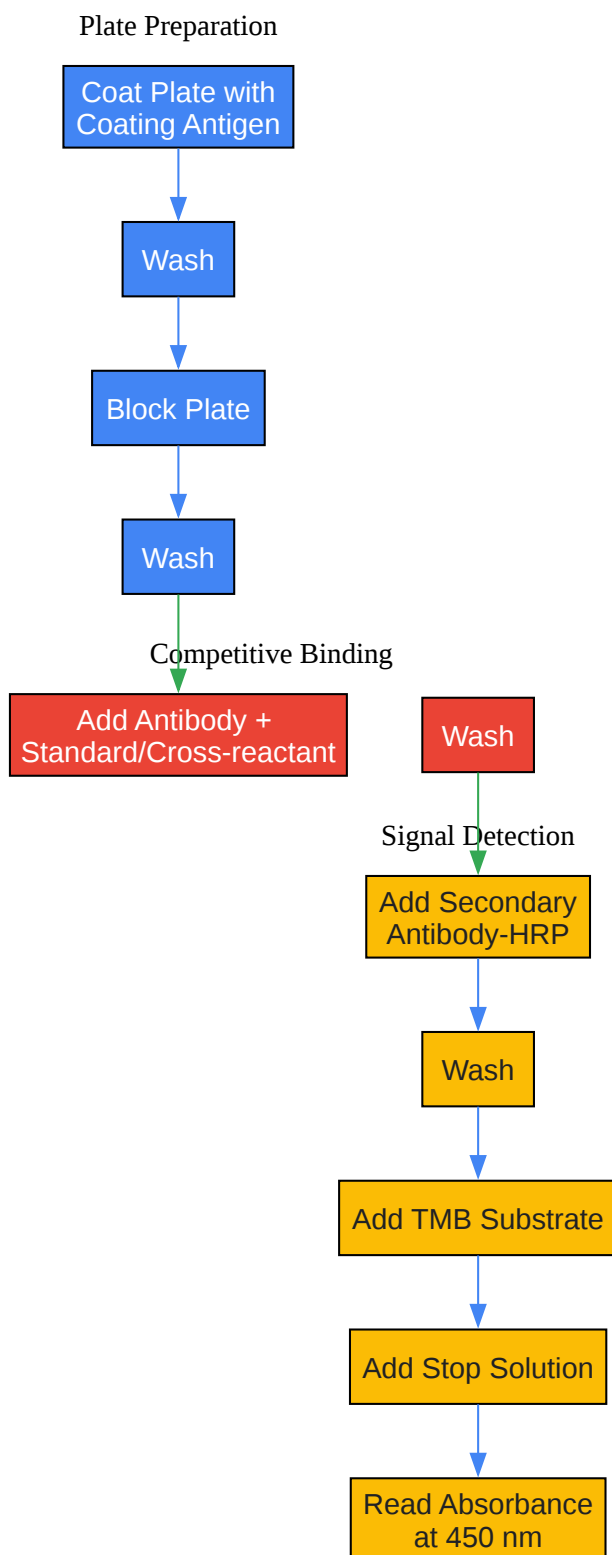 Plate Preparation
Coat Plate with
Coating Antigen
Wash
Block Plate
Wash
Competitive Binding
Add Antibody +
Standard/Cross-reactant
Wash
Signal Detection
Add Secondary
Antibody-HRP
Wash
Add TMB Substrate
Add Stop Solution
Read Absorbance
at 450 nm